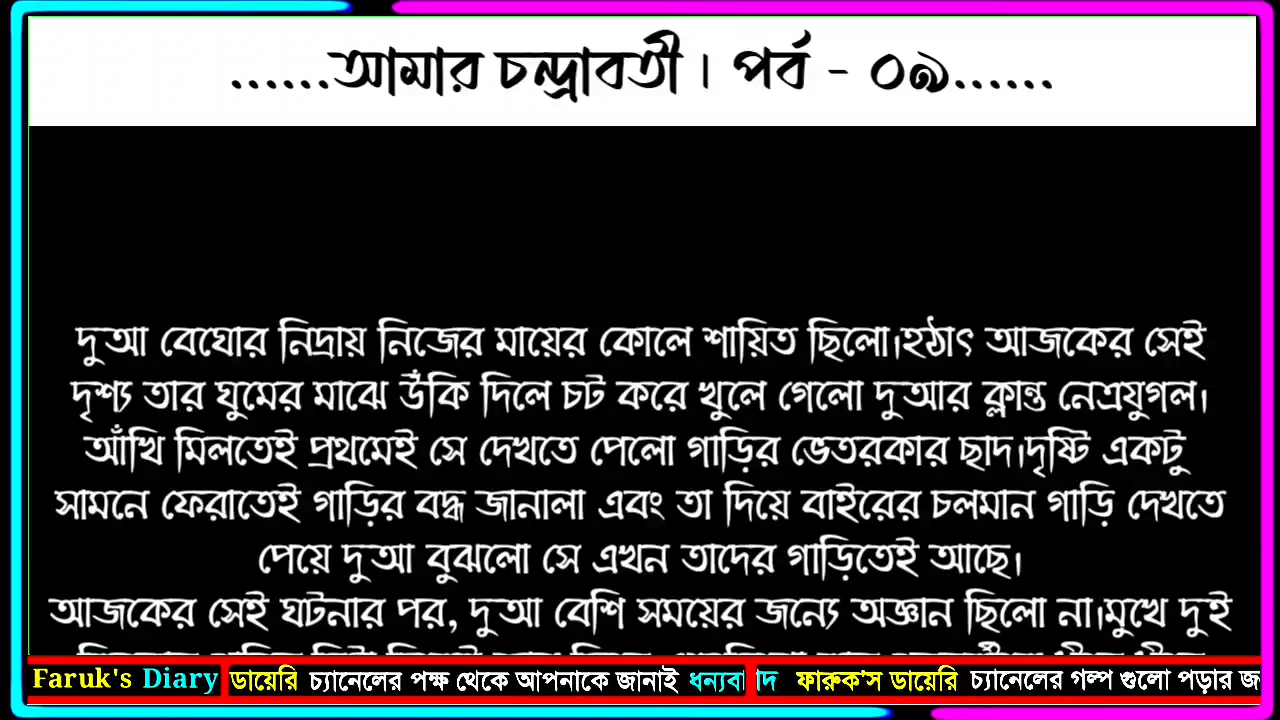 ......আমার চন্দ্রাবতী। পর্ব - ০৯......
দুআ বেঘোর নিদ্রায় নিজের মায়ের কোলে শায়িত ছিলো।হঠাৎ আজকের সেই
দৃশ্য তার ঘুমের মাঝে উঁকি দিলে চট করে খুলে গেলো দুআর ক্লান্ত নেত্রযুগল।
আঁখি মিলতেই প্রথমেই সে দেখতে পেলো গাড়ির ভেতরকার ছাদ।দৃষ্টি একটু
সামনে ফেরাতেই গাড়ির বদ্ধ জানালা এবং তা দিয়ে বাইরের চলমান গাড়ি দেখতে
পেয়ে দুআ বুঝলো সে এখন তাদের গাড়িতেই আছে।
আজকের সেই ঘটনার পর, দুআ বেশি সময়ের জন্যে অজ্ঞান ছিলো না।মুখে দুই
Faruk's Diary ডায়েরি চ্যানেলের পক্ষ থেকে আপনাকে জানাই ধন্যবাদ ফারুক'স ডায়েরি চ্যানেলের গল্প গুলো পড়ার জ